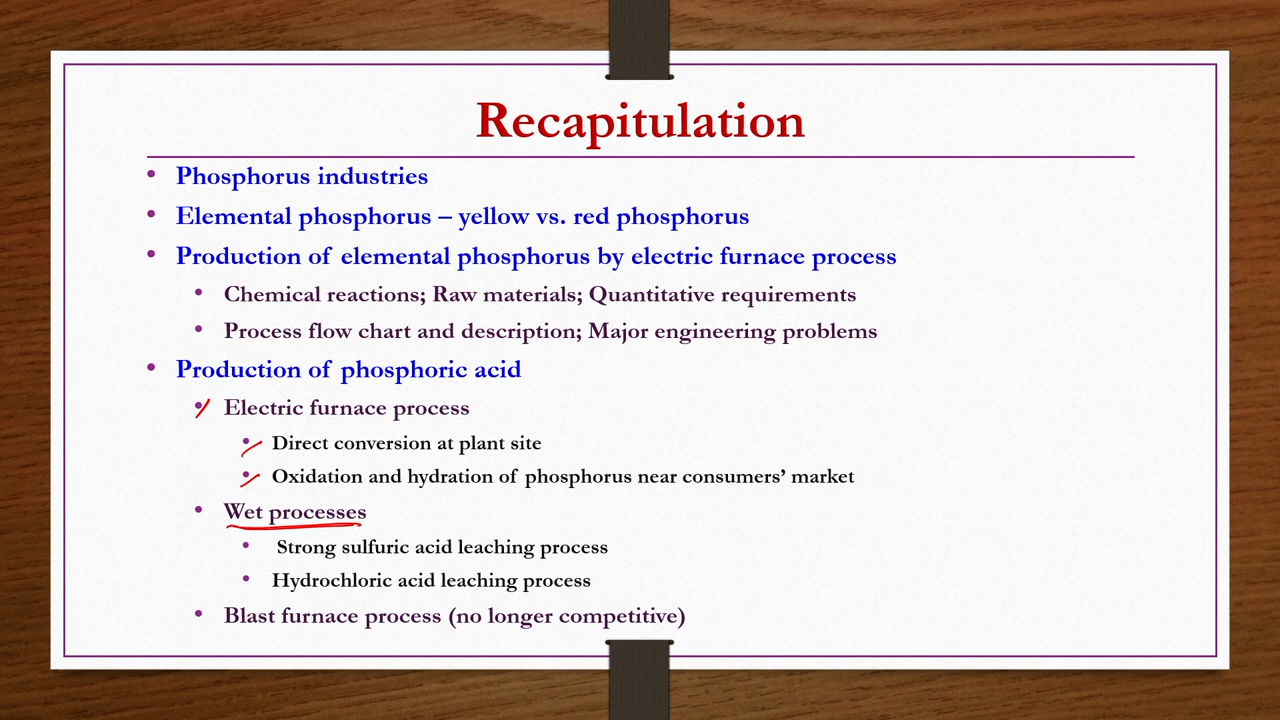 Recapitulation
• Phosphorus industries
• Elemental phosphorus – yellow vs. red phosphorus
• Production of elemental phosphorus by electric furnace process
• Chemical reactions; Raw materials; Quantitative requirements
• Process flow chart and description; Major engineering problems
• Production of phosphoric acid
• Electric furnace process
• Direct conversion at plant site
• Oxidation and hydration of phosphorus near consumers’ market
• Wet processes
• Strong sulfuric acid leaching process
• Hydrochloric acid leaching process
• Blast furnace process (no longer competitive)